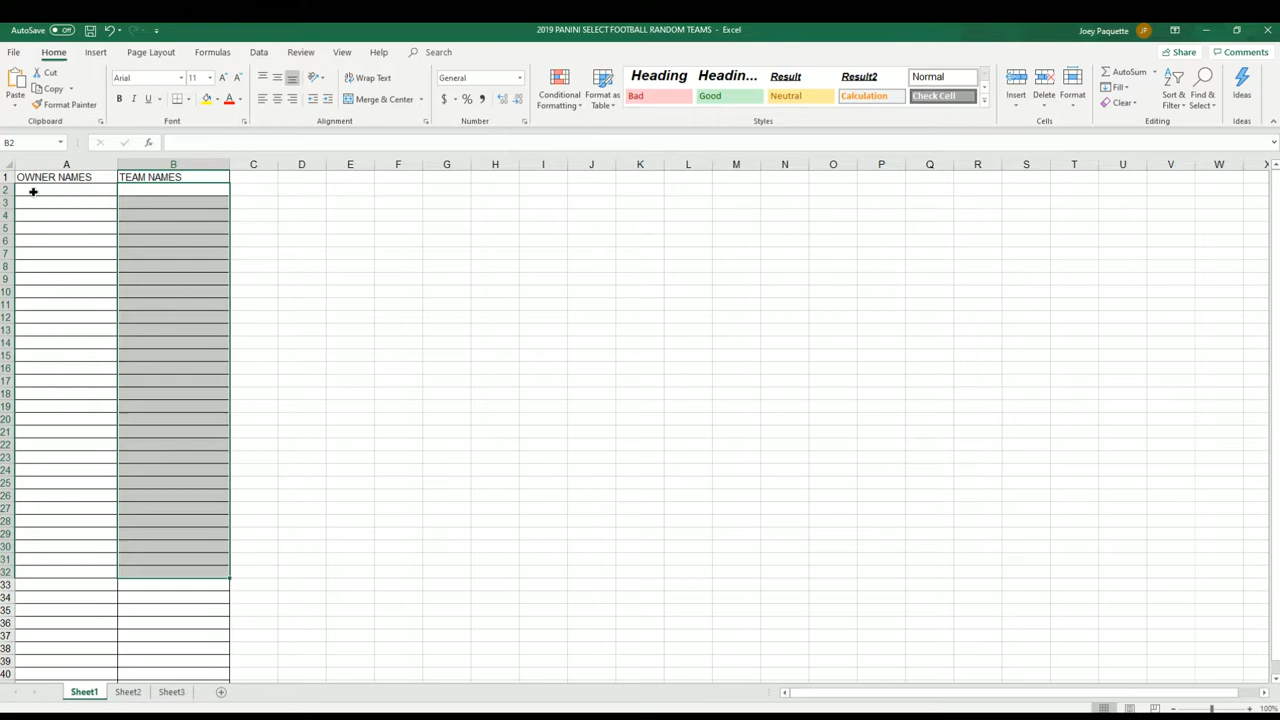 AutoSave Off
2019 PANINI SELECT FOOTBALL RANDOM TEAMS - Excel
Joey Paquette JP
File Home Insert Page Layout Formulas Data Review View Help Search
Share Comments
Paste
Cut
Copy
Format Painter
Clipboard
Arial 11
B I U
Font
Wrap Text
Merge & Center
Alignment
General
$ % 9
Number
Conditional Formatting
Format as Table
Heading Headin... Result Result2 Normal
Bad Good Neutral Calculation Check Cell
Styles
Insert Delete Format
Cells
AutoSum
Fill
Clear
Sort & Filter
Find & Select
Editing
Ideas
Ideas
B2 fx
A B C D E F G H I J K L M N O P Q R S T U V W X
1 OWNER NAMES TEAM NAMES
2
3
4
5
6
7
8
9
10
11
12
13
14
15
16
17
18
19
20
21
22
23
24
25
26
27
28
29
30
31
32
33
34
35
36
37
38
39
40
Sheet1 Sheet2 Sheet3
100%